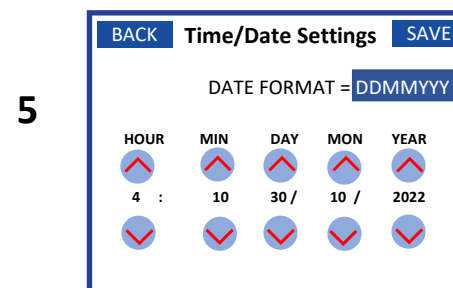 BACK Time/Date Settings SAVE
DATE FORMAT = DDMMYYY
5
HOUR MIN DAY MON YEAR
4 : 10 30 / 10 / 2022